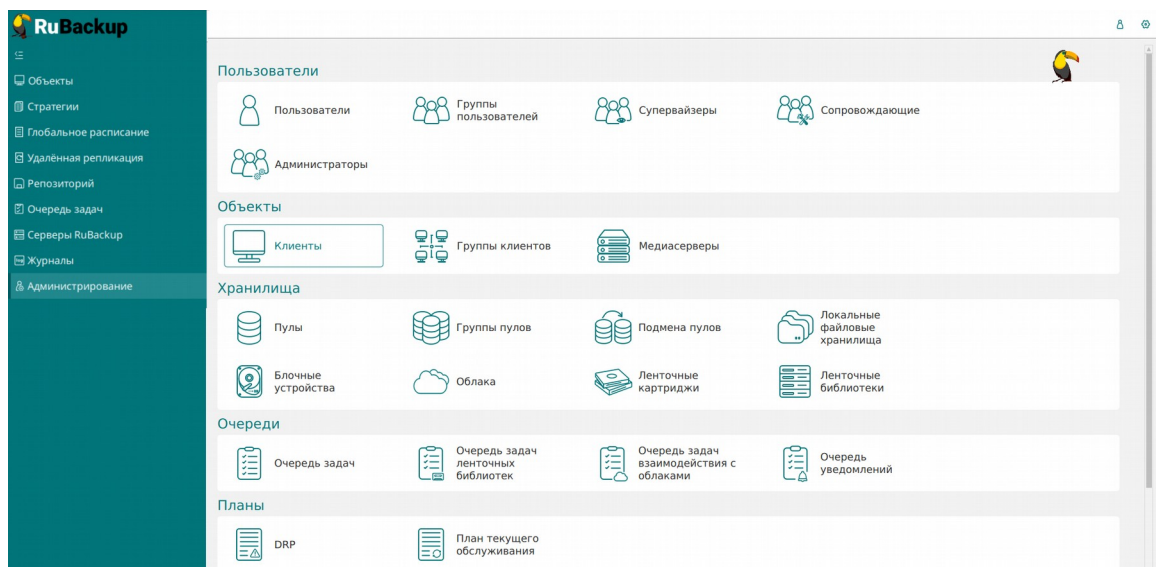 RuBackup
Объекты
Стратегии
Глобальное расписание
Удалённая репликация
Репозиторий
Очередь задач
Серверы RuBackup
Журналы
Администрирование
Пользователи
Пользователи
Группы
пользователей
Супервайзеры
Сопровождающие
Администраторы
Объекты
Клиенты
Группы клиентов
Медиасерверы
Хранилища
Пулы
Группы пулов
Подмена пулов
Локальные
файловые
хранилища
Блочные
устройства
Облака
Ленточные
картриджи
Ленточные
библиотеки
Очереди
Очередь задач
Очередь задач
ленточных
библиотек
Очередь задач
взаимодействия с
облаками
Очередь
уведомлений
Планы
DRP
План текущего
обслуживания